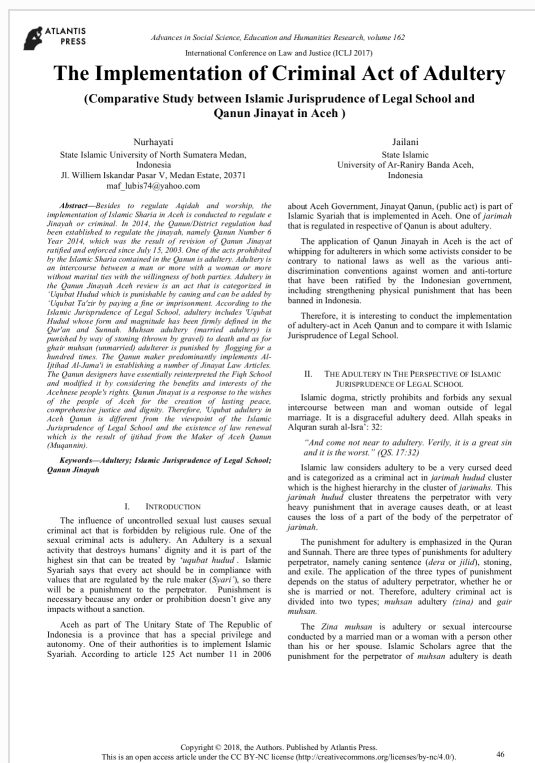 ATLANTIS
PRESS
Advances in Social Science, Education and Humanities Research, volume 162
International Conference on Law and Justice (ICLJ 2017)
The Implementation of Criminal Act of Adultery
(Comparative Study between Islamic Jurisprudence of Legal School and
Qanun Jinayat in Aceh )
Nurhayati
State Islamic University of North Sumatera Medan,
Indonesia
Jl. Williem Iskandar Pasar V, Medan Estate, 20371
maf_lubis74@yahoo.com
Jailani
State Islamic
University of Ar-Raniry Banda Aceh,
Indonesia
Abstract—Besides to regulate Aqidah and worship, the
implementation of Islamic Sharia in Aceh is conducted to regulate e
Jinayah or criminal. In 2014, the Qanun/District regulation had
been established to regulate the jinayah, namely Qanun Number 6
Year 2014, which was the result of revision of Qanun Jinayat
ratified and enforced since July 15, 2003. One of the acts prohibited
by the Islamic Sharia contained in the Qanun is adultery. Adultery is
an intercourse between a man or more with a woman or more
without marital ties with the willingness of both parties. Adultery in
the Qanun Jinayah Aceh review is an act that is categorized in
'Uqubat Hudud which is punishable by caning and can be added by
'Uqubat Ta'zir by paying a fine or imprisonment. According to the
Islamic Jurisprudence of Legal School, adultery includes 'Uqubat
Hudud whose form and magnitude has been firmly defined in the
Qur'an and Sunnah. Muhsan adultery (married adultery) is
punished by way of stoning (thrown by gravel) to death and as for
ghair muhsan (unmarried) adulterer is punished by flogging for a
hundred times. The Qanun maker predominantly implements Al-
Ijtihad Al-Jama'i in establishing a number of Jinayat Law Articles.
The Qanun designers have essentially reinterpreted the Fiqh School
and modified it by considering the benefits and interests of the
Acehnese people's rights. Qanun Jinayat is a response to the wishes
of the people of Aceh for the creation of lasting peace,
comprehensive justice and dignity. Therefore, 'Uqubat adultery in
Aceh Qanun is different from the viewpoint of the Islamic
Jurisprudence of Legal School and the existence of law renewal
which is the result of ijtihad from the Maker of Aceh Qanun
(Muqannin).
Keywords—Adultery; Islamic Jurisprudence of Legal School;
Qanun Jinayah
I. INTRODUCTION
The influence of uncontrolled sexual lust causes sexual
criminal act that is forbidden by religious rule. One of the
sexual criminal acts is adultery. An Adultery is a sexual
activity that destroys humans' dignity and it is part of the
highest sin that can be treated by 'uqubat hudud . Islamic
Syariah says that every act should be in compliance with
values that are regulated by the rule maker (Syari'), so there
will be a punishment to the perpetrator. Punishment is
necessary because any order or prohibition doesn't give any
impacts without a sanction.
Aceh as part of The Unitary State of The Republic of
Indonesia is a province that has a special privilege and
autonomy. One of their authorities is to implement Islamic
Syariah. According to article 125 Act number 11 in 2006
about Aceh Government, Jinayat Qanun, (public act) is part of
Islamic Syariah that is implemented in Aceh. One of jarimah
that is regulated in respective of Qanun is about adultery.
The application of Qanun Jinayah in Aceh is the act of
whipping for adulterers in which some activists consider to be
contrary to national laws as well as the various anti-
discrimination conventions against women and anti-torture
that have been ratified by the Indonesian government,
including strengthening physical punishment that has been
banned in Indonesia.
Therefore, it is interesting to conduct the implementation
of adultery-act in Aceh Qanun and to compare it with Islamic
Jurisprudence of Legal School.
II. THE ADULTERY IN THE PERSPECTIVE OF ISLAMIC
JURISPRUDENCE OF LEGAL SCHOOL
Islamic dogma, strictly prohibits and forbids any sexual
intercourse between man and woman outside of legal
marriage. It is a disgraceful adultery deed. Allah speaks in
Alquran surah al-Isra': 32:
"And come not near to adultery. Verily, it is a great sin
and it is the worst." (QS. 17:32)
Islamic law considers adultery to be a very cursed deed
and is categorized as a criminal act in jarimah hudud cluster
which is the highest hierarchy in the cluster of jarimahs. This
jarimah hudud cluster threatens the perpetrator with very
heavy punishment that in average causes death, or at least
causes the loss of a part of the body of the perpetrator of
jarimah.
The punishment for adultery is emphasized in the Quran
and Sunnah. There are three types of punishments for adultery
perpetrator, namely caning sentence (dera or jilid), stoning,
and exile. The application of the three types of punishment
depends on the status of adultery perpetrator, whether he or
she is married or not. Therefore, adultery criminal act is
divided into two types; muhsan adultery (zina) and gair
muhsan.
The Zina muhsan is adultery or sexual intercourse
conducted by a married man or a woman with a person other
than his or her spouse. Islamic Scholars agree that the
punishment for the perpetrator of muhsan adultery is death
Copyright © 2018, the Authors. Published by Atlantis Press.
This is an open access article under the CC BY-NC license (http://creativecommons.org/licenses/by-nc/4.0/).
46